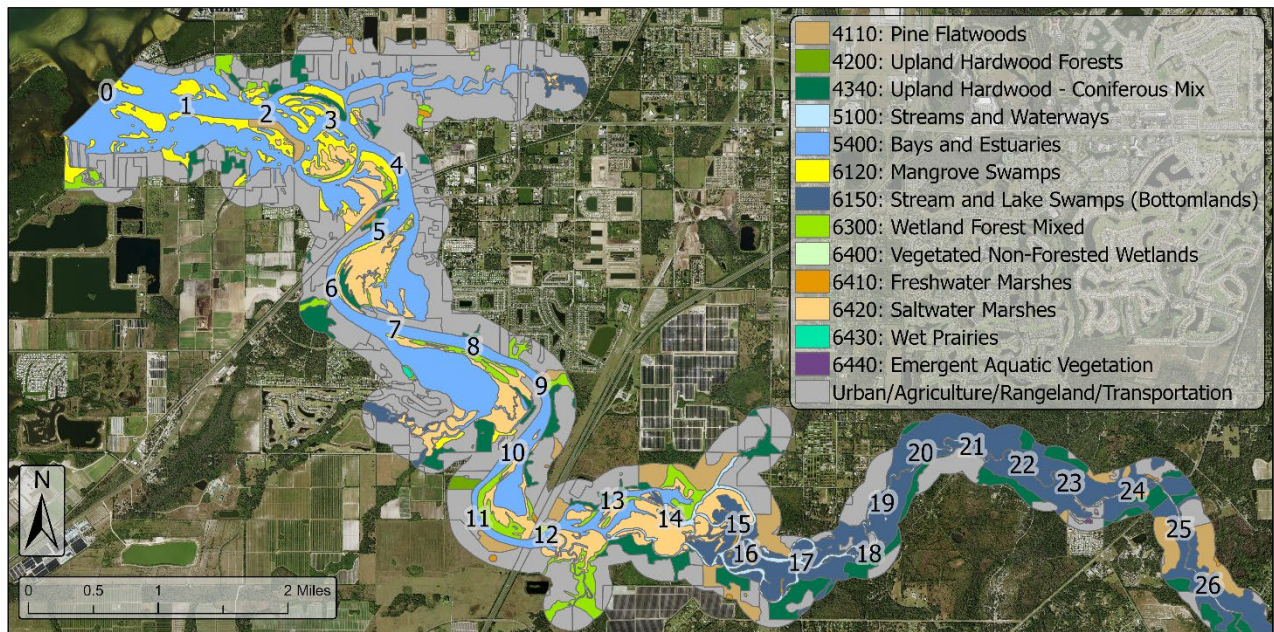 4110: Pine Flatwoods
4200: Upland Hardwood Forests
4340: Upland Hardwood - Coniferous Mix
5100: Streams and Waterways
5400: Bays and Estuaries
6120: Mangrove Swamps
6150: Stream and Lake Swamps (Bottomlands)
6300: Wetland Forest Mixed
6400: Vegetated Non-Forested Wetlands
6410: Freshwater Marshes
6420: Saltwater Marshes
6430: Wet Prairies
6440: Emergent Aquatic Vegetation
Urban/Agriculture/Rangeland/Transportation
0
1
2
3
4
5
6
7
8
9
10
11
12
13
14
15
16
17
18
19
20
21
22
23
24
25
26
N
0 0.5 1 2 Miles